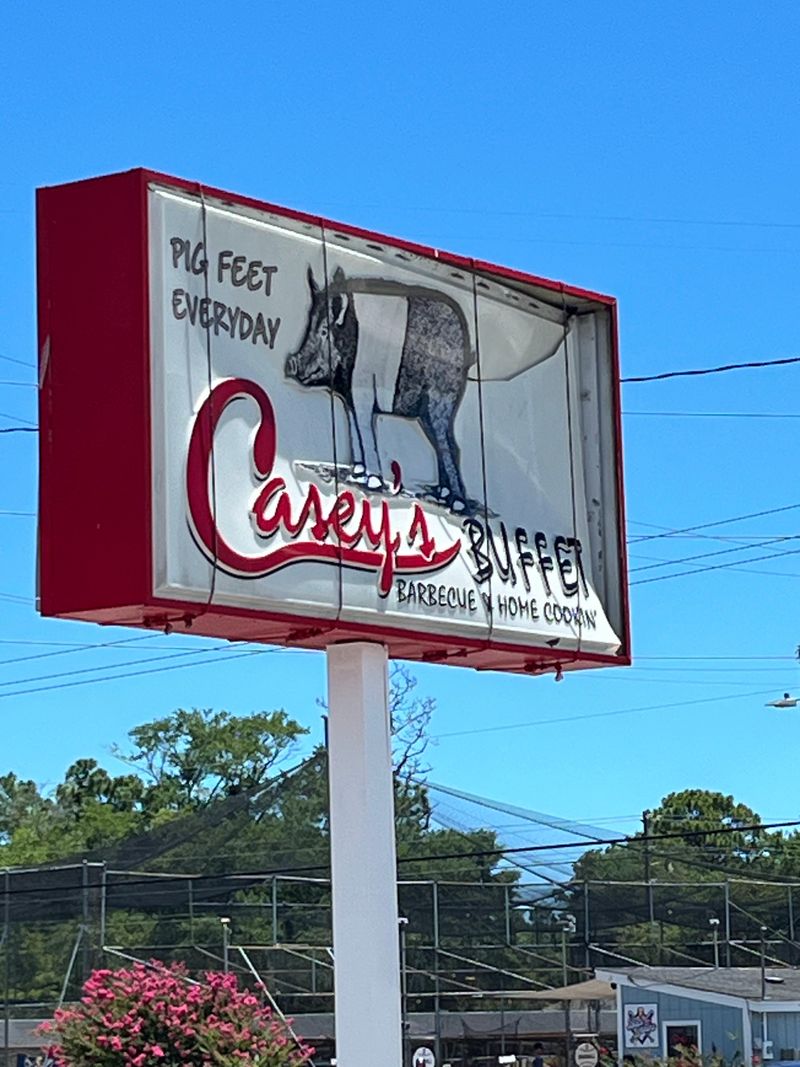 PIG FEET
EVERYDAY
Casey's
BUFFET
BARBECUE & HOME COOKIN'